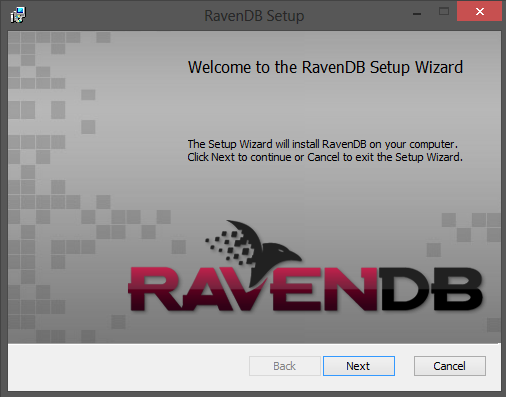 RavenDB Setup
Welcome to the RavenDB Setup Wizard
The Setup Wizard will install RavenDB on your computer.
Click Next to continue or Cancel to exit the Setup Wizard.
RAVENDB
Back
Next
Cancel